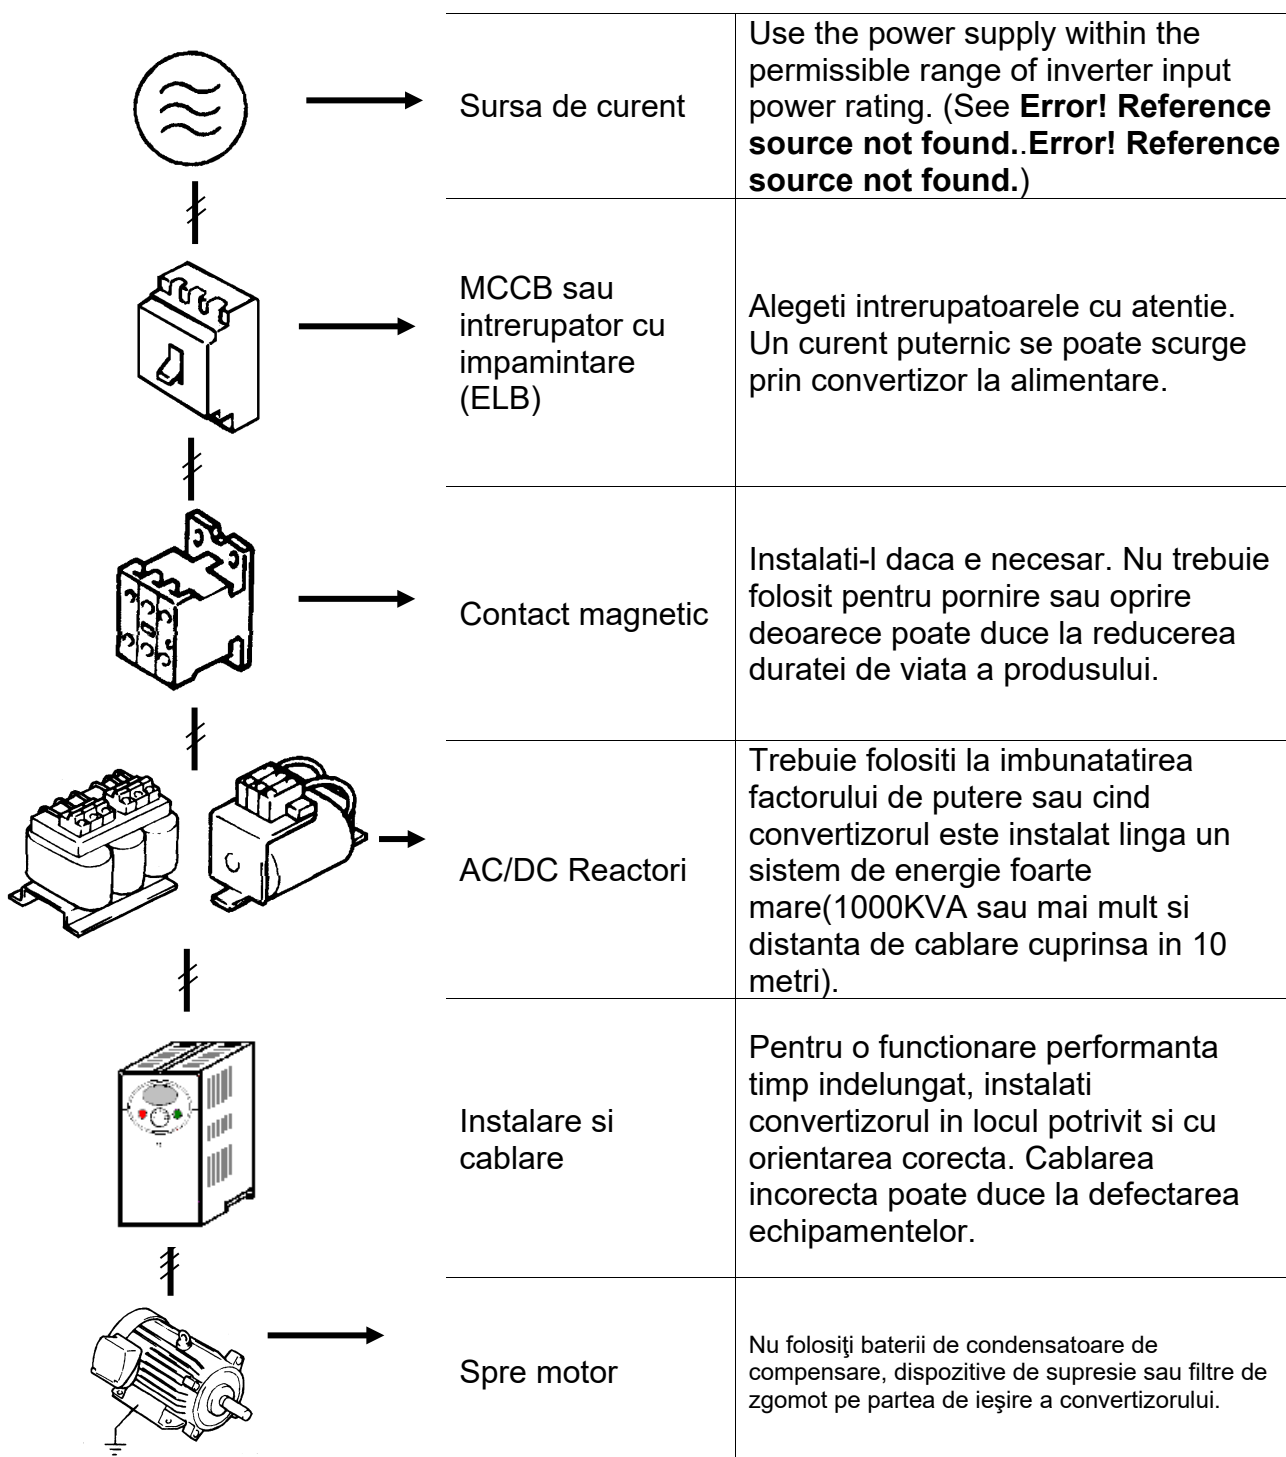 Sursa de curent
Use the power supply within the
permissible range of inverter input
power rating. (See Error! Reference
source not found..Error! Reference
source not found.)
MCCB sau
intrerupator cu
impamintare
(ELB)
Alegeti intrerupatoarele cu atentie.
Un curent puternic se poate scurge
prin convertizor la alimentare.
Contact magnetic
Instalati-l daca e necesar. Nu trebuie
folosit pentru pornire sau oprire
deoarece poate duce la reducerea
duratei de viata a produsului.
AC/DC Reactori
Trebuie folositi la imbunatatirea
factorului de putere sau cind
convertizorul este instalat linga un
sistem de energie foarte
mare(1000KVA sau mai mult si
distanta de cablare cuprinsa in 10
metri).
Instalare si
cablare
Pentru o functionare performanta
timp indelungat, instalati
convertizorul in locul potrivit si cu
orientarea corecta. Cablarea
incorecta poate duce la defectarea
echipamentelor.
Spre motor
Nu folosiţi baterii de condensatoare de
compensare, dispozitive de supresie sau filtre de
zgomot pe partea de ieşire a convertizorului.